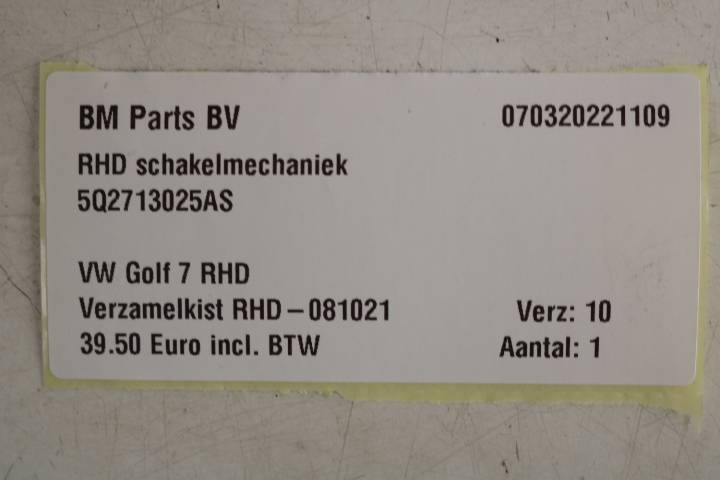 BM Parts BV 070320221109
RHD schakelmechaniek
5Q2713025AS
VW Golf 7 RHD
Verzamelkist RHD-081021 Verz: 10
39.50 Euro incl. BTW Aantal: 1